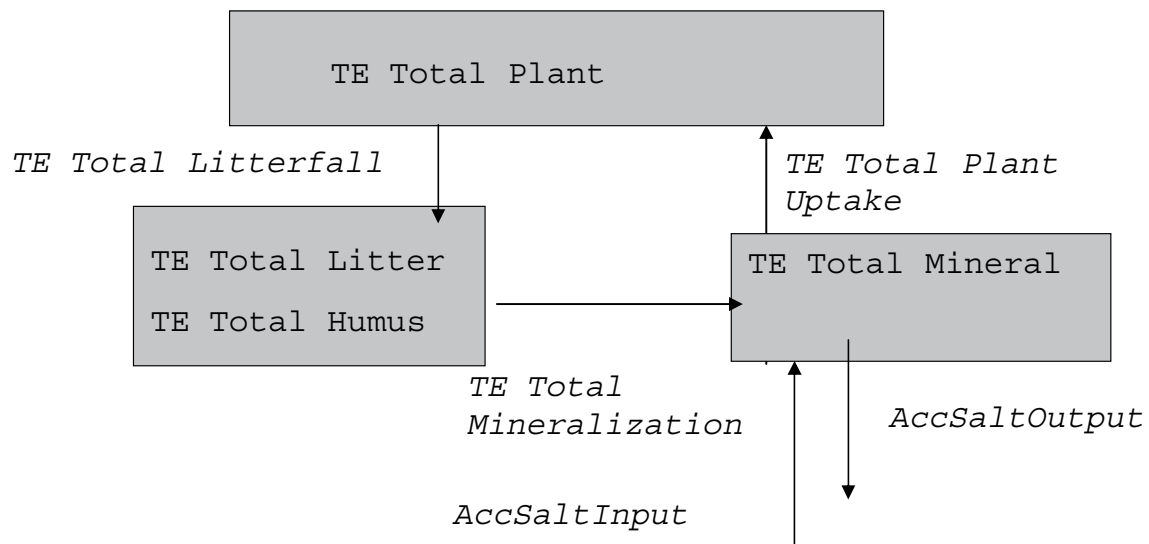 TE Total Plant
TE Total Litterfall
TE Total Plant
Uptake
TE Total Litter
TE Total Humus
TE Total Mineral
TE Total
Mineralization
AccSaltOutput
AccSaltInput